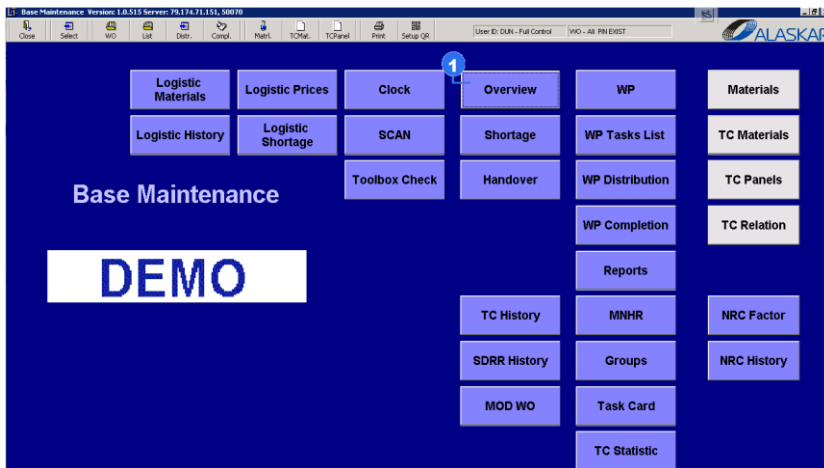 Base Maintenance Version: 1.0.515 Server: 79.174.71.151, 50070
Close Select WO List Distr. Compl. Matrl. TCMat. TCPanel Print Setup QR
User ID: DUN - Full Control WO - All PIN EXIST
ALASKAR
1
Logistic Materials
Logistic Prices
Clock
Overview
WP
Materials
Logistic History
Logistic Shortage
SCAN
Shortage
WP Tasks List
TC Materials
Toolbox Check
Handover
WP Distribution
TC Panels
Base Maintenance
WP Completion
TC Relation
DEMO
Reports
TC History
MNHR
NRC Factor
SDRR History
Groups
NRC History
MOD WO
Task Card
TC Statistic